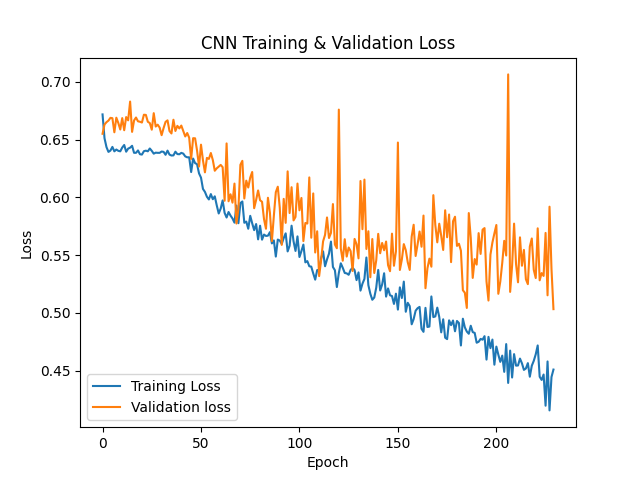 CNN Training & Validation Loss
Loss
0.70
0.65
0.60
0.55
0.50
0.45
Training Loss
Validation loss
0 50 100 150 200
Epoch